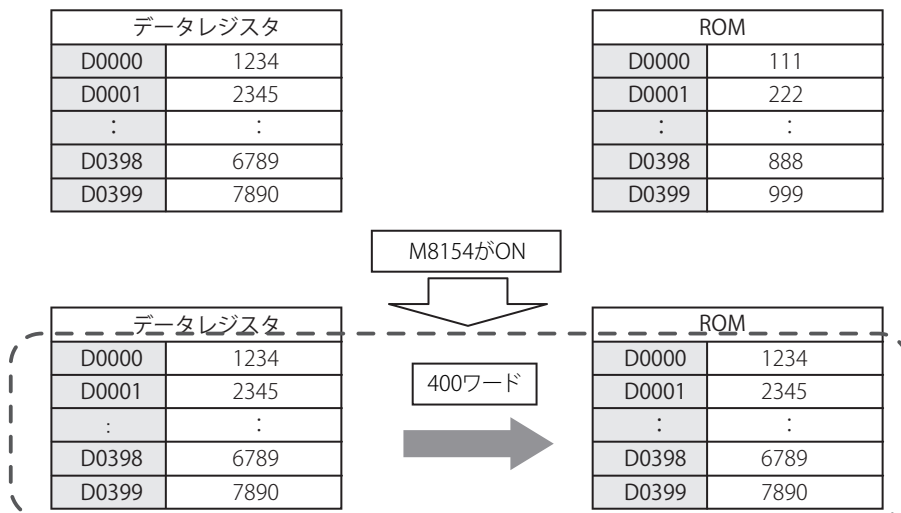 データレジスタ
D0000 1234
D0001 2345
： :
D0398 6789
D0399 7890
ROM
D0000 111
D0001 222
： :
D0398 888
D0399 999
M8154がON
データレジスタ
D0000 1234
D0001 2345
: :
D0398 6789
D0399 7890
400ワード
ROM
D0000 1234
D0001 2345
： :
D0398 6789
D0399 7890